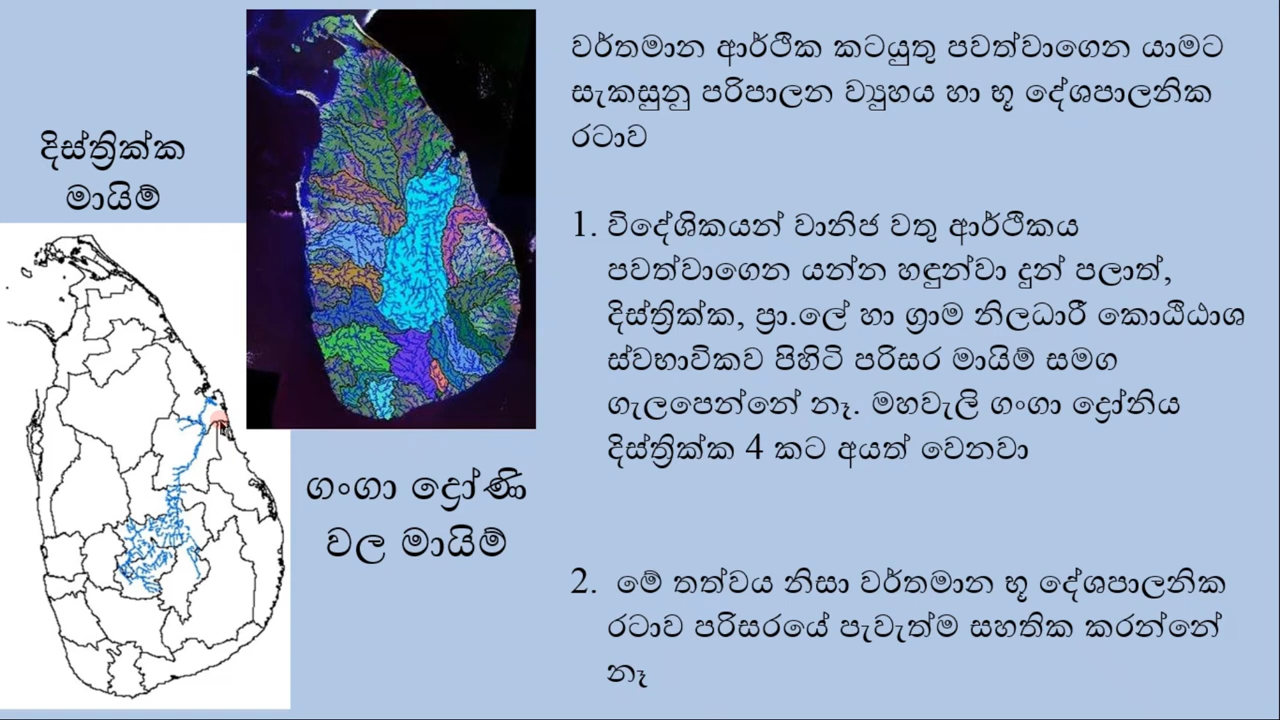 දිස්ත්‍රික්ක
මායිම්
ගංගා ද්‍රෝණි
වල මායිම්
වර්තමාන ආර්ථික කටයුතු පවත්වාගෙන යාමට
සැකසුනු පරිපාලන ව්‍යුහය හා භූ දේශපාලනික
රටාව
1. විදේශිකයන් වානිජ වතු ආර්ථිකය
පවත්වාගෙන යන්න හඳුන්වා දුන් පලාත්,
දිස්ත්‍රික්ක, ප්‍රා.ලේ හා ග්‍රාම නිලධාරී කොඨිඨාශ
ස්වභාවිකව පිහිටි පරිසර මායිම් සමග
ගැලපෙන්නේ නෑ. මහවැලි ගංගා ද්‍රෝනිය
දිස්ත්‍රික්ක 4 කට අයත් වෙනවා
2. මේ තත්වය නිසා වර්තමාන භූ දේශපාලනික
රටාව පරිසරයේ පැවැත්ම සහතික කරන්නේ
නෑ